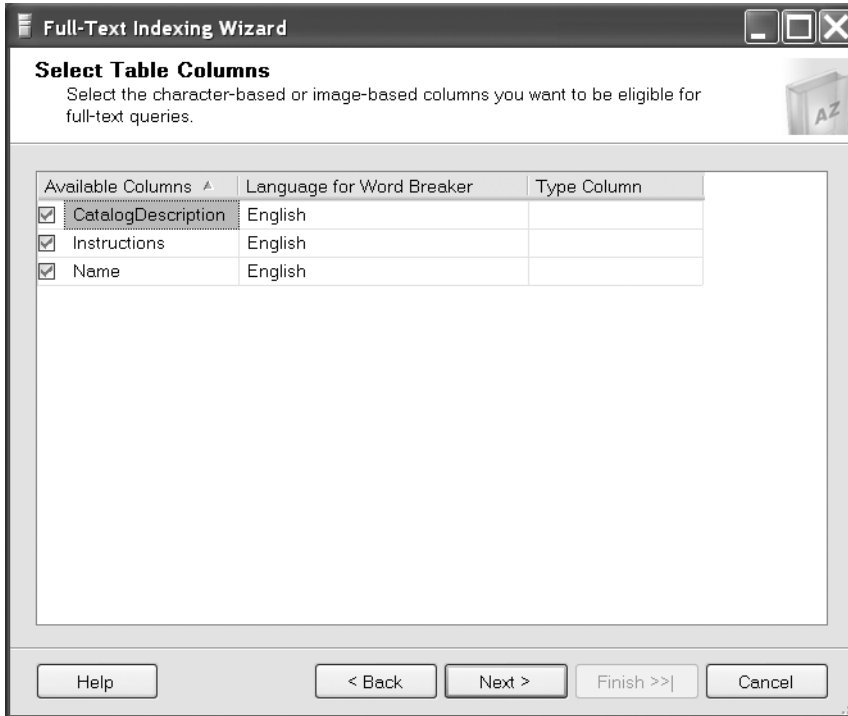 Full-Text Indexing Wizard
Select Table Columns
Select the character-based or image-based columns you want to be eligible for
full-text queries.
AZ
Available Columns Language for Word Breaker Type Column
CatalogDescription English
Instructions English
Name English
Help < Back Next > Finish >>| Cancel